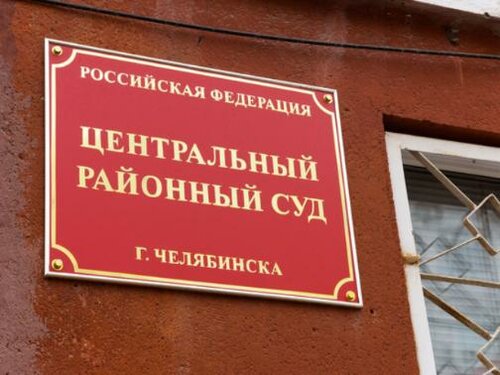 РОССИЙСКАЯ ФЕДЕРАЦИЯ
ЦЕНТРАЛЬНЫЙ
РАЙОННЫЙ СУД
Г. ЧЕЛЯБИНСКА